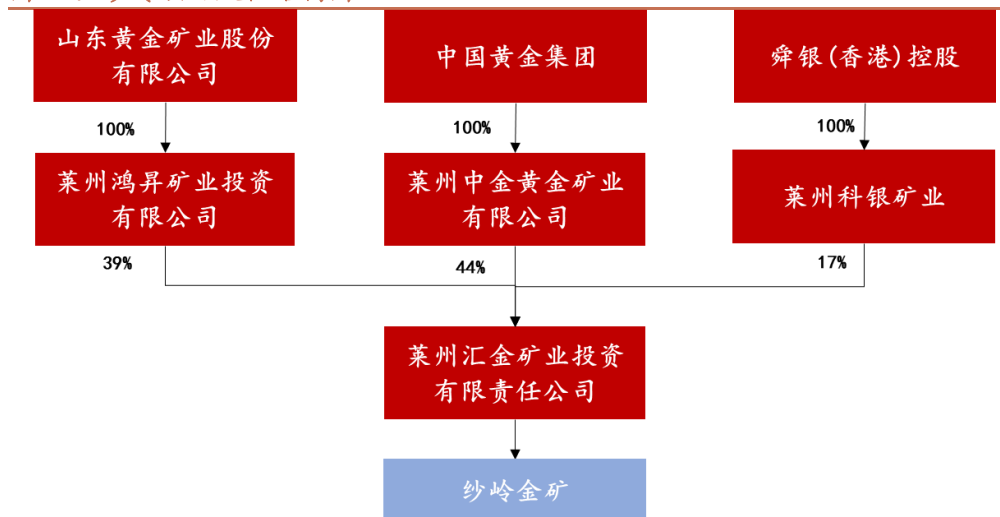 山东黄金矿业股份
有限公司
中国黄金集团
舜银(香港)控股
100%
100%
100%
莱州鸿昇矿业投资
有限公司
莱州中金黄金矿业
有限公司
莱州科银矿业
39%
44%
17%
莱州汇金矿业投资
有限责任公司
纱岭金矿